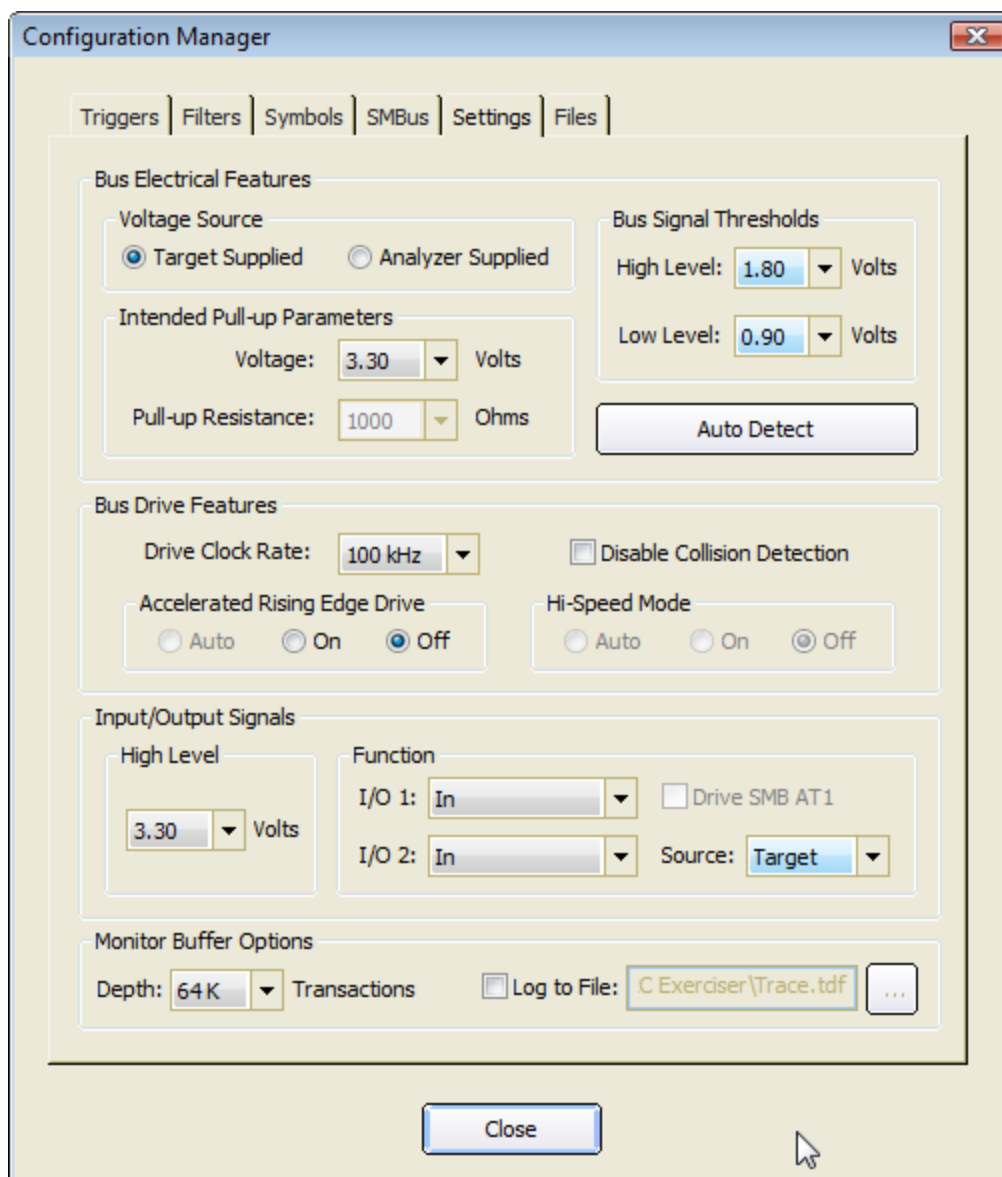 Configuration Manager
Triggers Filters Symbols SMBus Settings Files
Bus Electrical Features
Voltage Source
Target Supplied Analyzer Supplied
Intended Pull-up Parameters
Voltage: 3.30 Volts
Pull-up Resistance: 1000 Ohms
Bus Signal Thresholds
High Level: 1.80 Volts
Low Level: 0.90 Volts
Auto Detect
Bus Drive Features
Drive Clock Rate: 100 kHz
Disable Collision Detection
Accelerated Rising Edge Drive
Auto On Off
Hi-Speed Mode
Auto On Off
Input/Output Signals
High Level
3.30 Volts
Function
I/O 1: In
Drive SMB AT1
I/O 2: In
Source: Target
Monitor Buffer Options
Depth: 64 K Transactions
Log to File: C Exerciser\Trace.tdf ...
Close